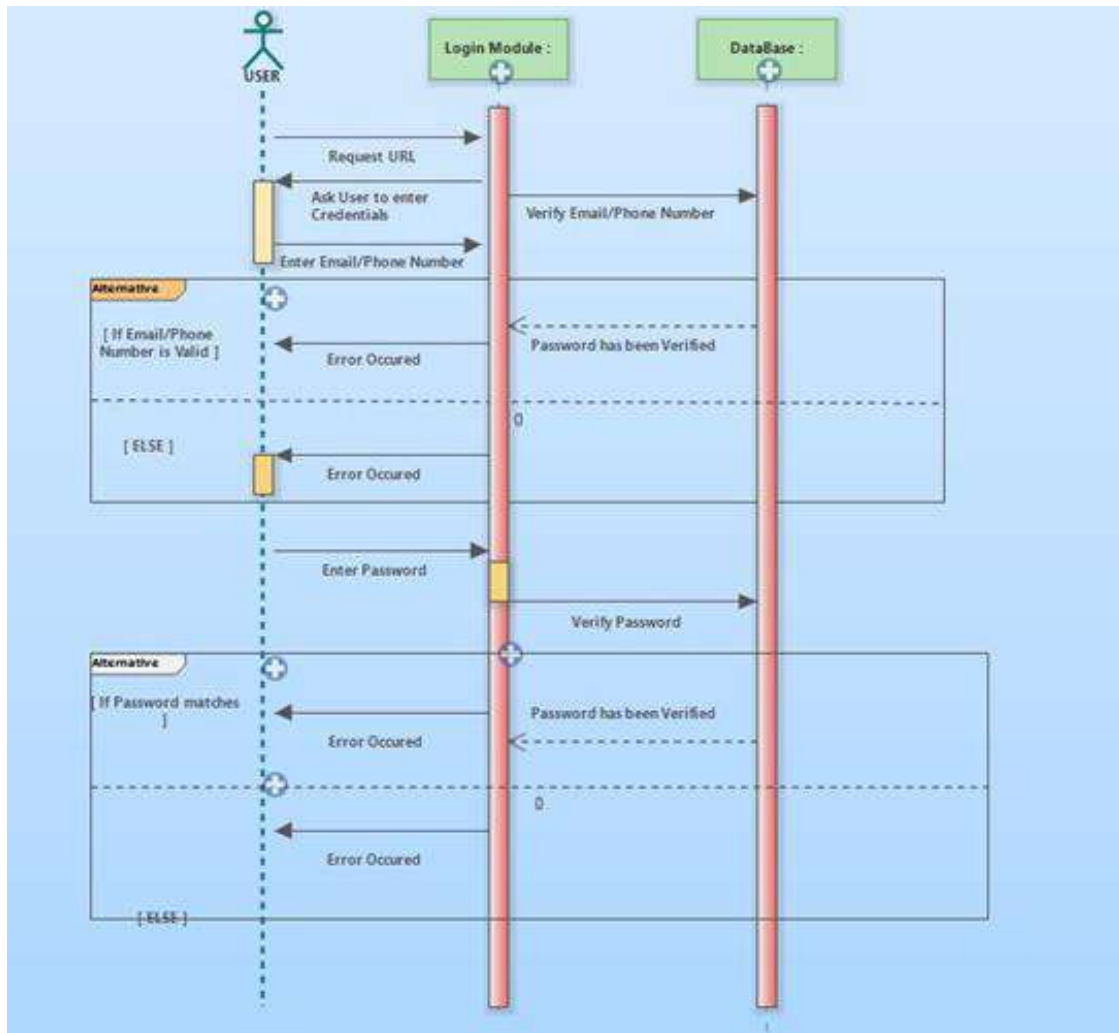 USER
Login Module :
DataBase :
Request URL
Ask User to enter
Credentials
Verify Email/Phone Number
Enter Email/Phone Number
Alternative
[ If Email/Phone
Number is Valid ]
Error Occured
Password has been Verified
0
[ ELSE ]
Error Occured
Enter Password
Verify Password
Alternative
[ If Password matches
]
Password has been Verified
Error Occured
0
Error Occured
[ ELSE ]